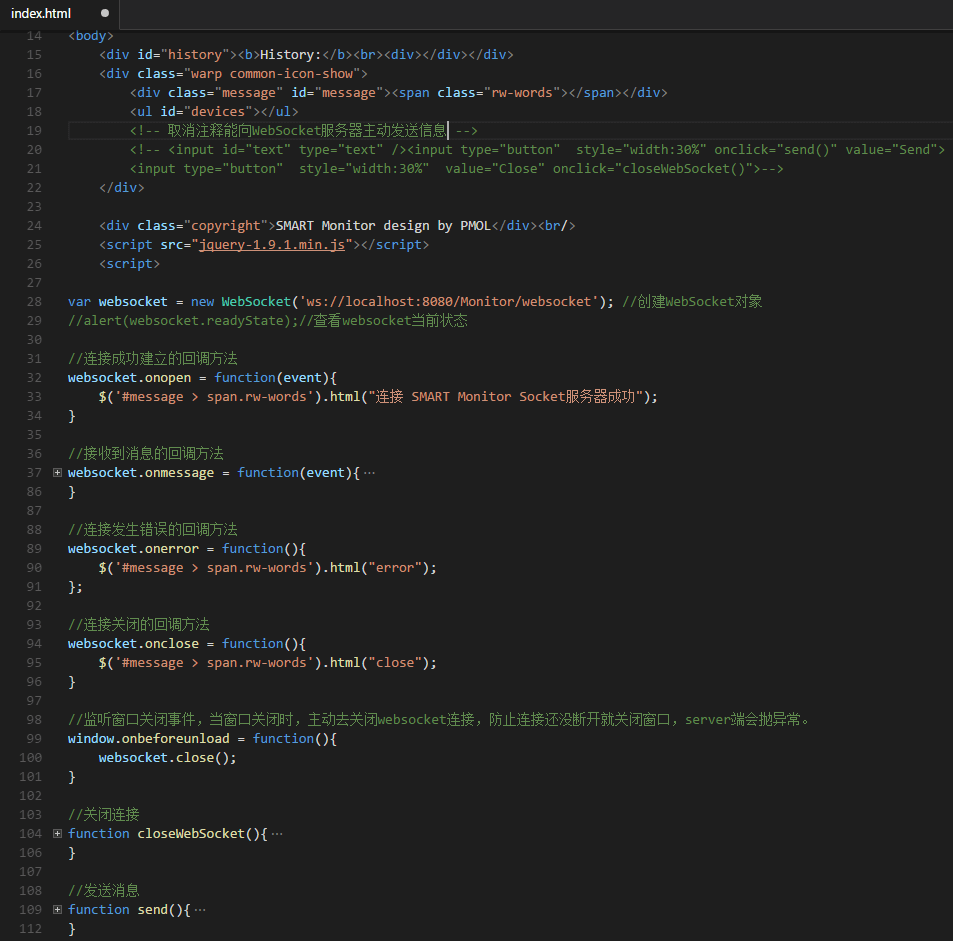 index.html ●
14 <body>
15 <div id="history"><b>History:</b><br><div></div></div>
16 <div class="warp common-icon-show">
17 <div class="message" id="message"><span class="rw-words"></span></div>
18 <ul id="devices"></ul>
19 <!-- 取消注释能向WebSocket服务器主动发送信息 -->
20 <!-- <input id="text" type="text" /><input type="button"  style="width:30%" onclick="send()" value="Send">
21 <input type="button"  style="width:30%"  value="Close" onclick="closeWebSocket()">-->
22 </div>
23
24 <div class="copyright">SMART Monitor design by PMOL</div><br/>
25 <script src="jquery-1.9.1.min.js"></script>
26 <script>
27
28 var websocket = new WebSocket('ws://localhost:8080/Monitor/websocket'); //创建WebSocket对象
29 //alert(websocket.readyState);//查看websocket当前状态
30
31 //连接成功建立的回调方法
32 websocket.onopen = function(event){
33 $('#message > span.rw-words').html("连接 SMART Monitor Socket服务器成功");
34 }
35
36 //接收到消息的回调方法
37 websocket.onmessage = function(event){ ···
86 }
87
88 //连接发生错误的回调方法
89 websocket.onerror = function(){
90 $('#message > span.rw-words').html("error");
91 };
92
93 //连接关闭的回调方法
94 websocket.onclose = function(){
95 $('#message > span.rw-words').html("close");
96 }
97
98 //监听窗口关闭事件，当窗口关闭时，主动去关闭websocket连接，防止连接还没断开就关闭窗口，server端会抛异常。
99 window.onbeforeunload = function(){
100 websocket.close();
101 }
102
103 //关闭连接
104 function closeWebSocket(){ ···
106 }
107
108 //发送消息
109 function send(){ ···
112 }